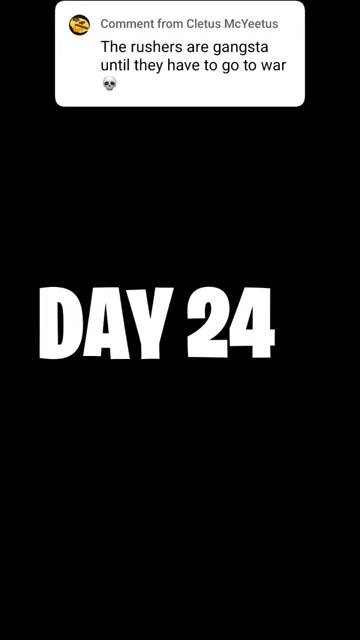 Comment from Cletus McYeetus
The rushers are gangsta
until they have to go to war
💀
DAY 24